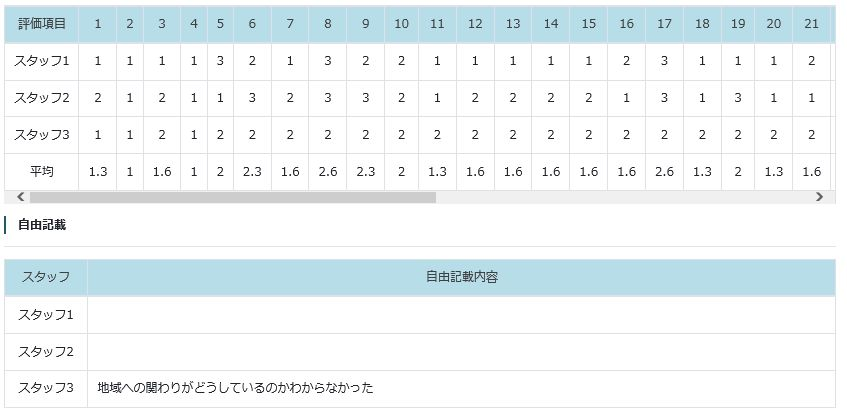 評価項目 1 2 3 4 5 6 7 8 9 10 11 12 13 14 15 16 17 18 19 20 21
スタッフ1 1 1 1 1 3 2 1 3 2 2 1 1 1 1 1 2 3 1 1 1 2
スタッフ2 2 1 2 1 1 3 2 3 3 2 1 2 2 2 2 1 3 1 3 1 1
スタッフ3 1 1 2 1 2 2 2 2 2 2 2 2 2 2 2 2 2 2 2 2 2
平均 1.3 1 1.6 1 2 2.3 1.6 2.6 2.3 2 1.3 1.6 1.6 1.6 1.6 1.6 2.6 1.3 2 1.3 1.6
自由記載
スタッフ 自由記載内容
スタッフ1
スタッフ2
スタッフ3 地域への関わりがどうしているのかわからなかった